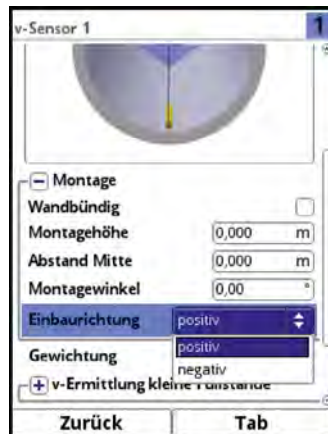 v-Sensor 1
1
Montage
Wandbündig
Montagehöhe 0,000 m
Abstand Mitte 0,000 m
Montagewinkel 0,00 °
Einbaurichtung positiv
positiv
Gewichtung
negativ
v-Ermittlung kleine Füllstände
Zurück Tab